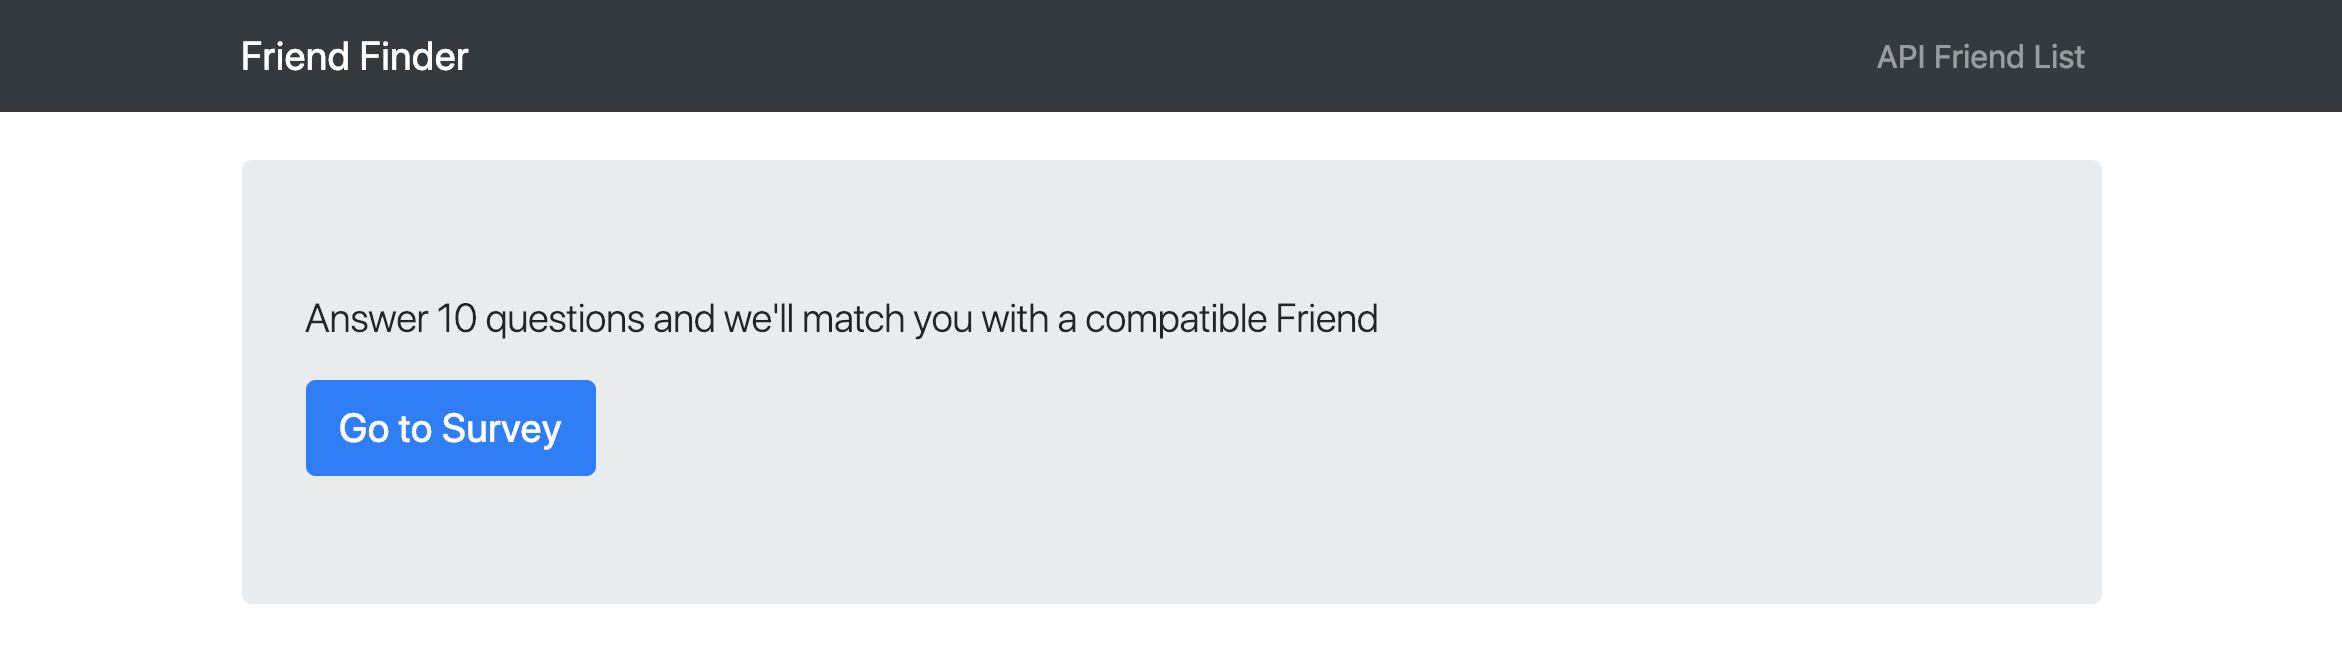 Friend Finder
API Friend List
Answer 10 questions and we'll match you with a compatible Friend
Go to Survey